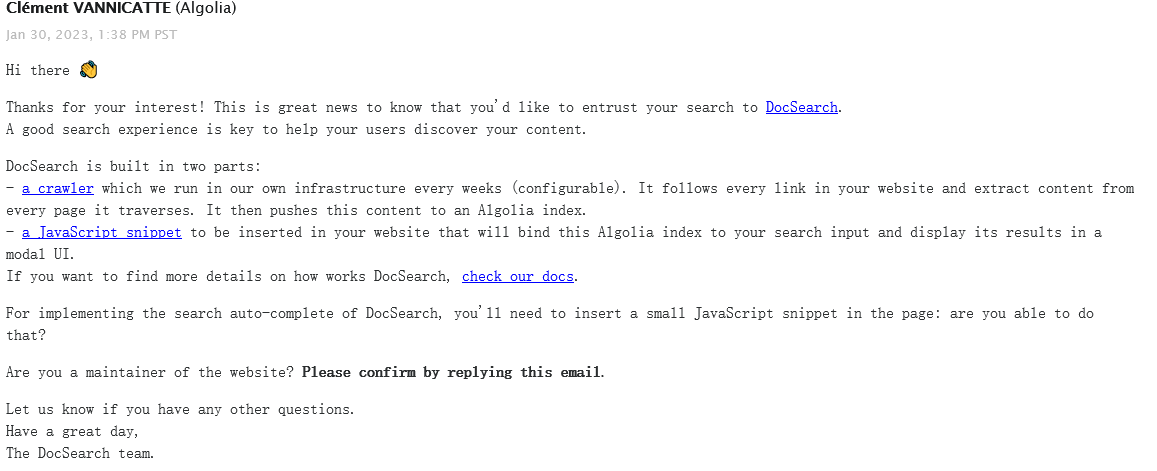 Clément VANNICATTE (Algolia)
Jan 30, 2023, 1:38 PM PST
Hi there 👋
Thanks for your interest! This is great news to know that you'd like to entrust your search to DocSearch.
A good search experience is key to help your users discover your content.
DocSearch is built in two parts:
- a crawler which we run in our own infrastructure every weeks (configurable). It follows every link in your website and extract content from
every page it traverses. It then pushes this content to an Algolia index.
- a JavaScript snippet to be inserted in your website that will bind this Algolia index to your search input and display its results in a
modal UI.
If you want to find more details on how works DocSearch, check our docs.
For implementing the search auto-complete of DocSearch, you'll need to insert a small JavaScript snippet in the page: are you able to do
that?
Are you a maintainer of the website? Please confirm by replying this email.
Let us know if you have any other questions.
Have a great day,
The DocSearch team.